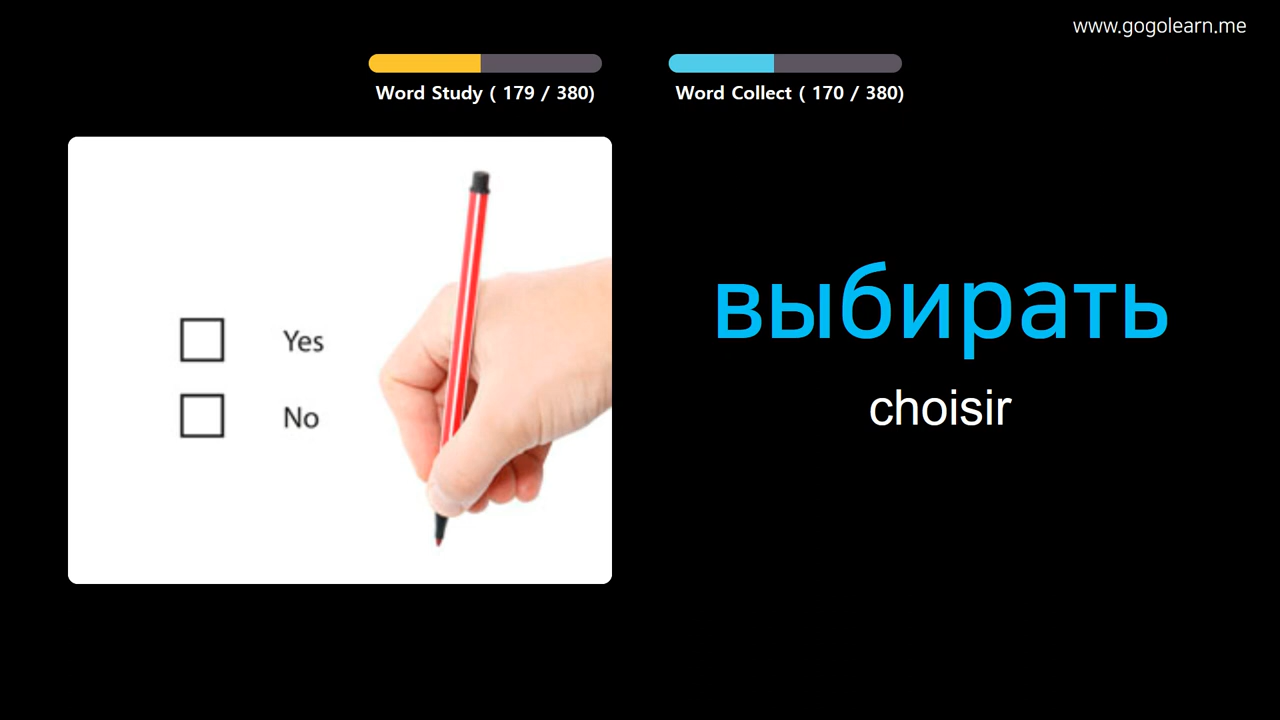 www.gogolearn.me
Word Study ( 179 / 380)
Word Collect ( 170 / 380)
Yes
No
выбирать
choisir